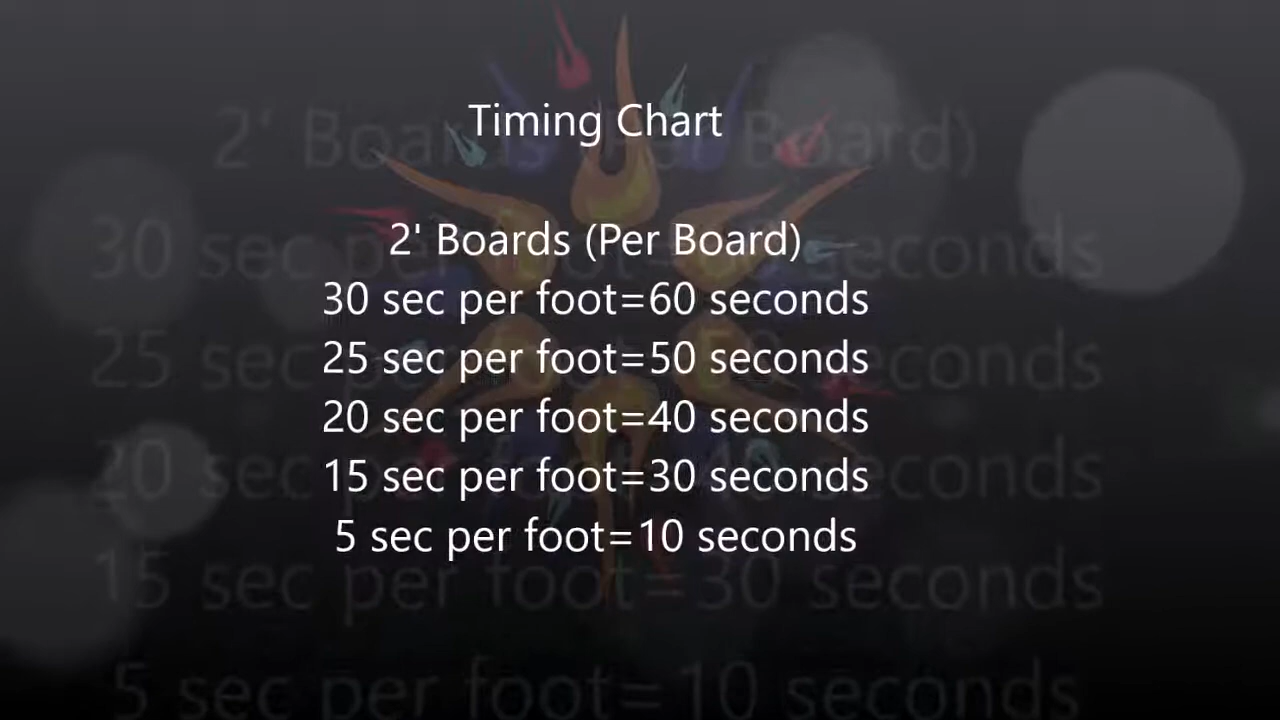 Timing Chart
2' Boards (Per Board)
30 sec per foot=60 seconds
25 sec per foot=50 seconds
20 sec per foot=40 seconds
15 sec per foot=30 seconds
5 sec per foot=10 seconds